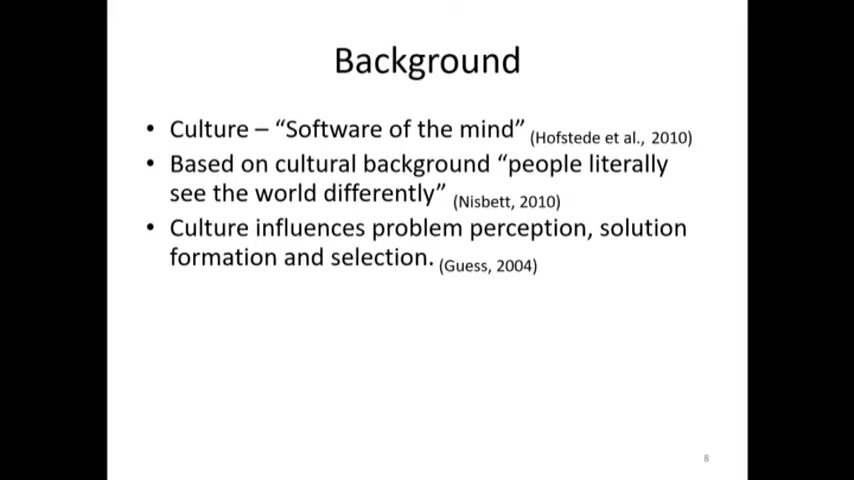 Background
• Culture – “Software of the mind” (Hofstede et al., 2010)
• Based on cultural background “people literally
see the world differently” (Nisbett, 2010)
• Culture influences problem perception, solution
formation and selection. (Guess, 2004)
8